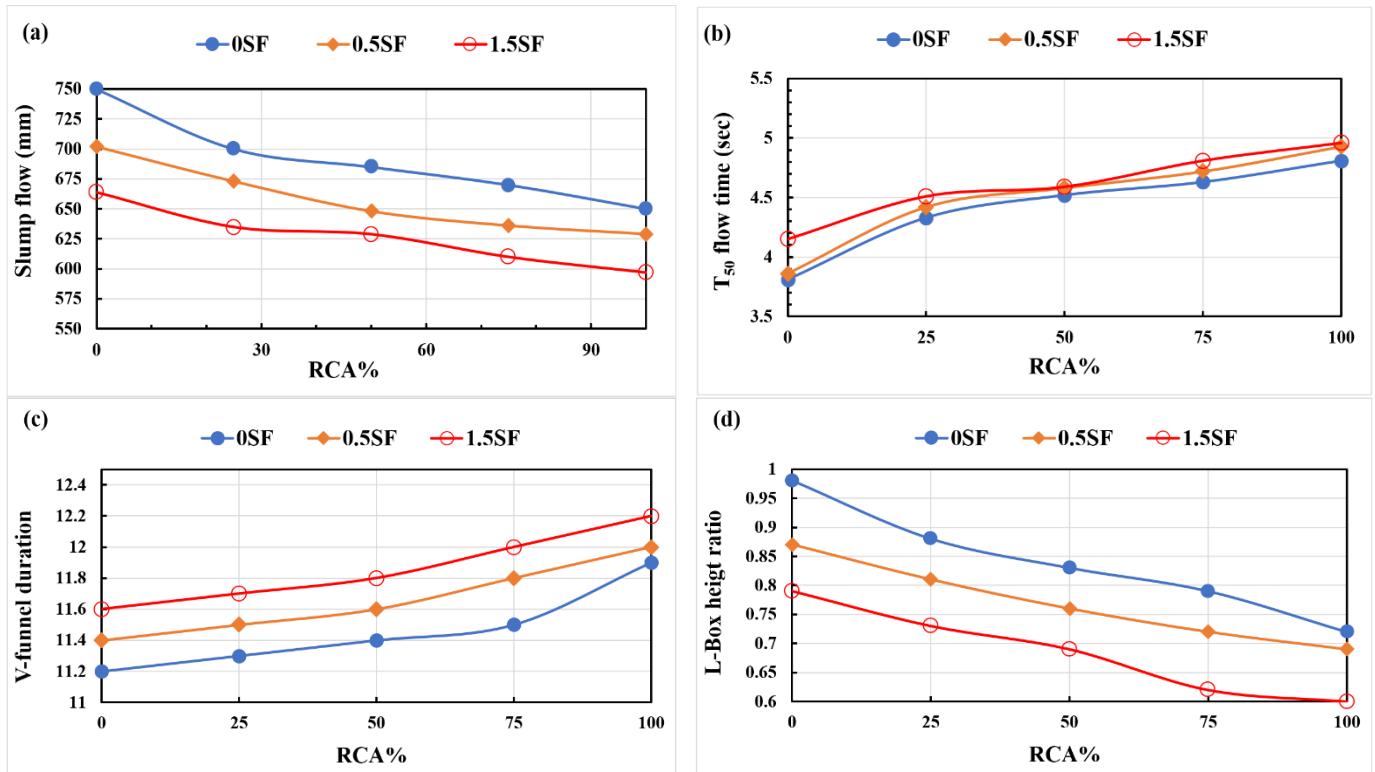 (a)
0SF 0.5SF 1.5SF
Slump flow (mm)
750
725
700
675
650
625
600
575
550
0 30 60 90
RCA%
(b)
0SF 0.5SF 1.5SF
T₅₀ flow time (sec)
5.5
5
4.5
4
3.5
0 25 50 75 100
RCA%
(c)
0SF 0.5SF 1.5SF
V-funnel duration
12.4
12.2
12
11.8
11.6
11.4
11.2
11
0 25 50 75 100
RCA%
(d)
0SF 0.5SF 1.5SF
L-Box heigt ratio
1
0.95
0.9
0.85
0.8
0.75
0.7
0.65
0.6
0 25 50 75 100
RCA%